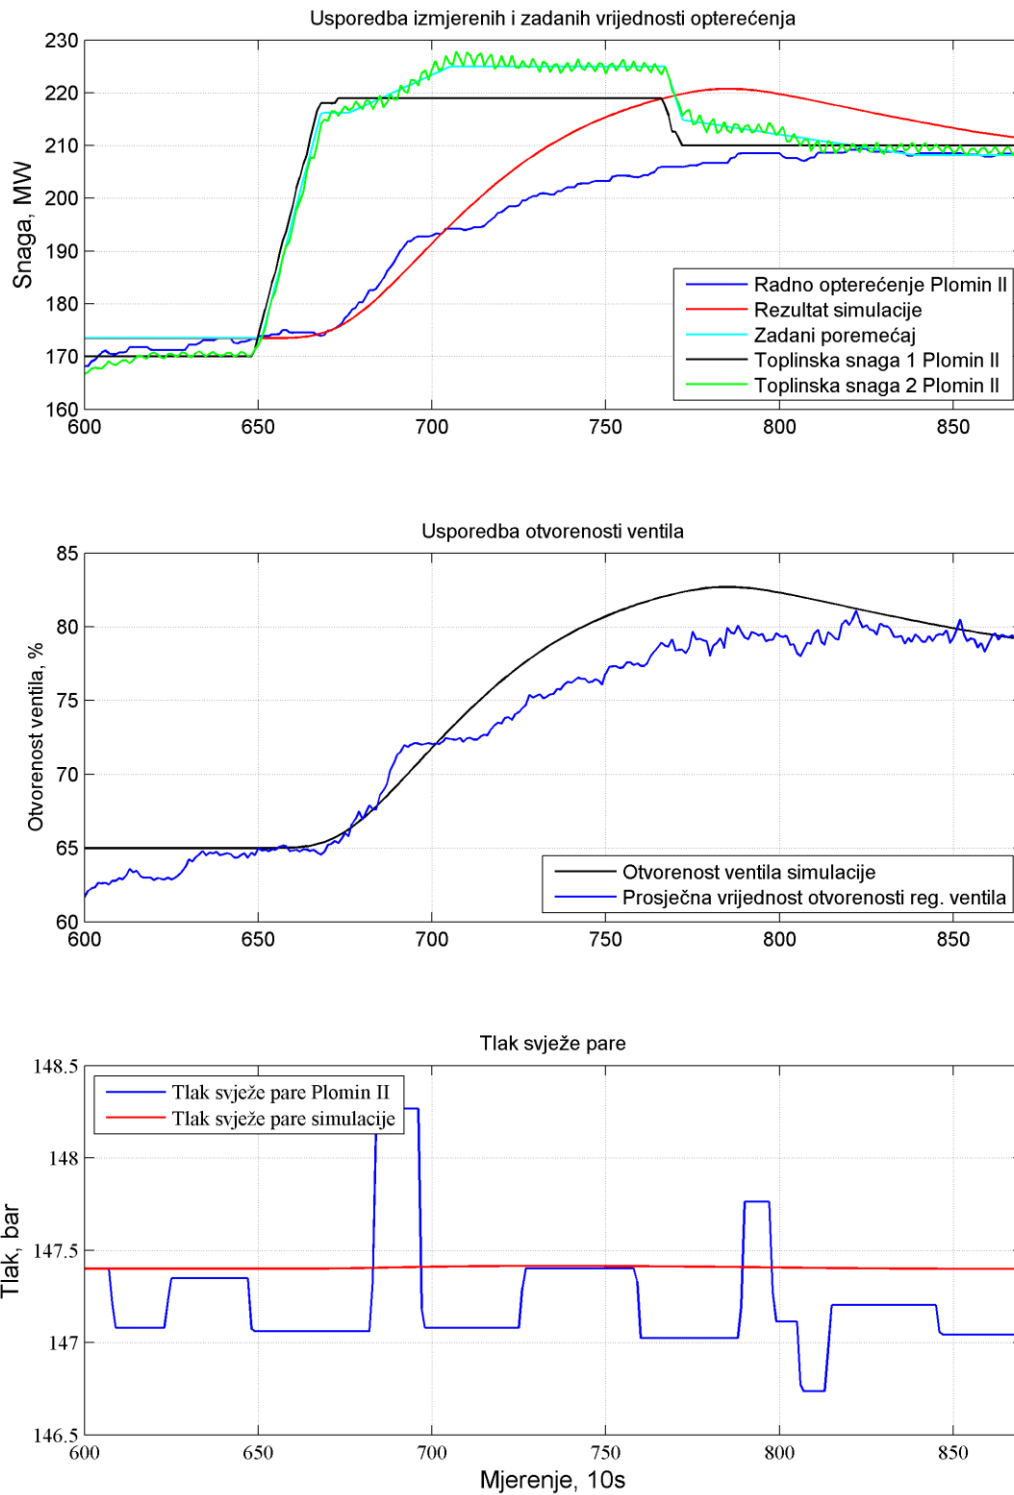 Usporedba izmjerenih i zadanih vrijednosti opterećenja
230
220
210
200
190
180
170
160
Snaga, MW
Radno opterećenje Plomin II
Rezultat simulacije
Zadani poremećaj
Toplinska snaga 1 Plomin II
Toplinska snaga 2 Plomin II
600 650 700 750 800 850
Usporedba otvorenosti ventila
85
80
75
70
65
60
Otvorenost ventila, %
Otvorenost ventila simulacije
Prosječna vrijednost otvorenosti reg. ventila
600 650 700 750 800 850
Tlak svježe pare
148.5
148
147.5
147
146.5
Tlak, bar
Tlak svježe pare Plomin II
Tlak svježe pare simulacije
600 650 700 750 800 850
Mjerenje, 10s